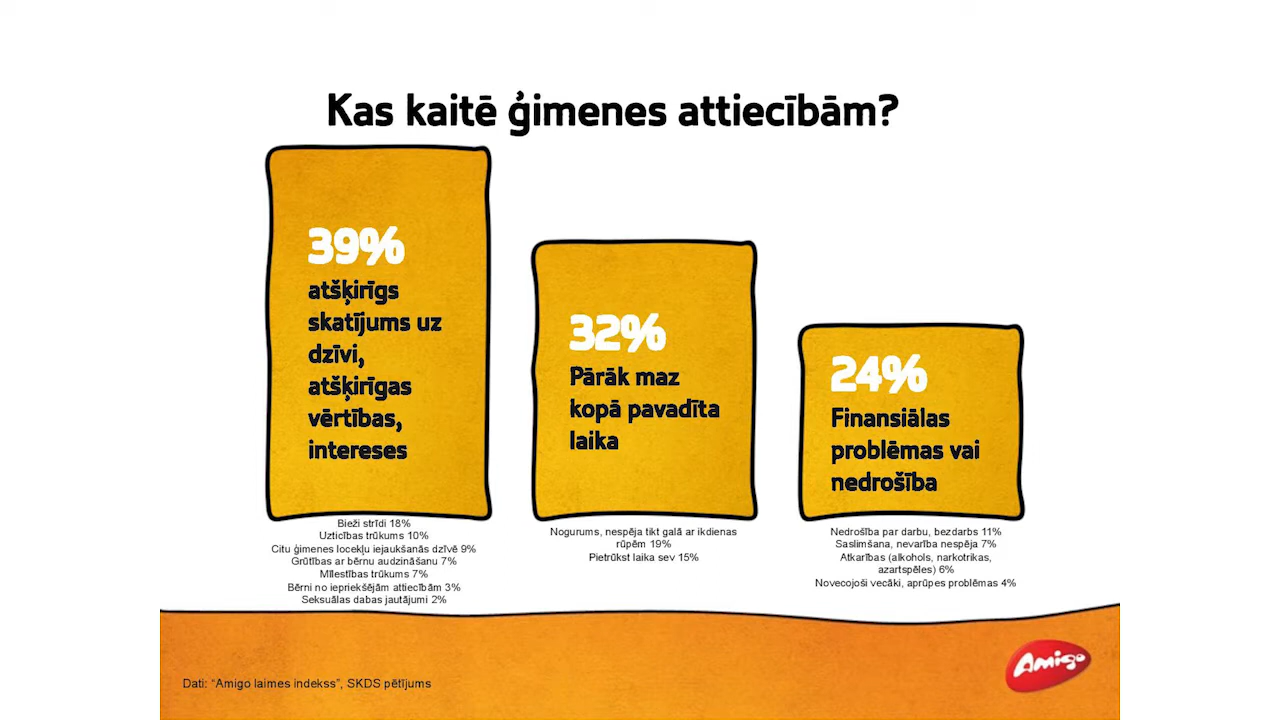 Kas kaitē ģimenes attiecībām?
39%
atšķirīgs
skatījums uz
dzīvi,
atšķirīgas
vērtības,
intereses
Bieži strīdi 18%
Uzticības trūkums 10%
Citu ģimenes locekļu iejaukšanās dzīvē 9%
Grūtības ar bērnu audzināšanu 7%
Mīlestības trūkums 7%
Bērni no iepriekšējām attiecībām 3%
Seksuālas dabas jautājumi 2%
32%
Pārāk maz
kopā pavadīta
laika
Nogurums, nespēja tikt galā ar ikdienas
rūpēm 19%
Pietrūkst laika sev 15%
24%
Finansiālas
problēmas vai
nedrošība
Nedrošība par darbu, bezdarbs 11%
Saslimšana, nevarība nespēja 7%
Atkarības (alkohols, narkotrikas,
azartspēles) 6%
Novecojoši vecāki, aprūpes problēmas 4%
Dati: “Amigo laimes indekss”, SKDS pētījums
Amigo